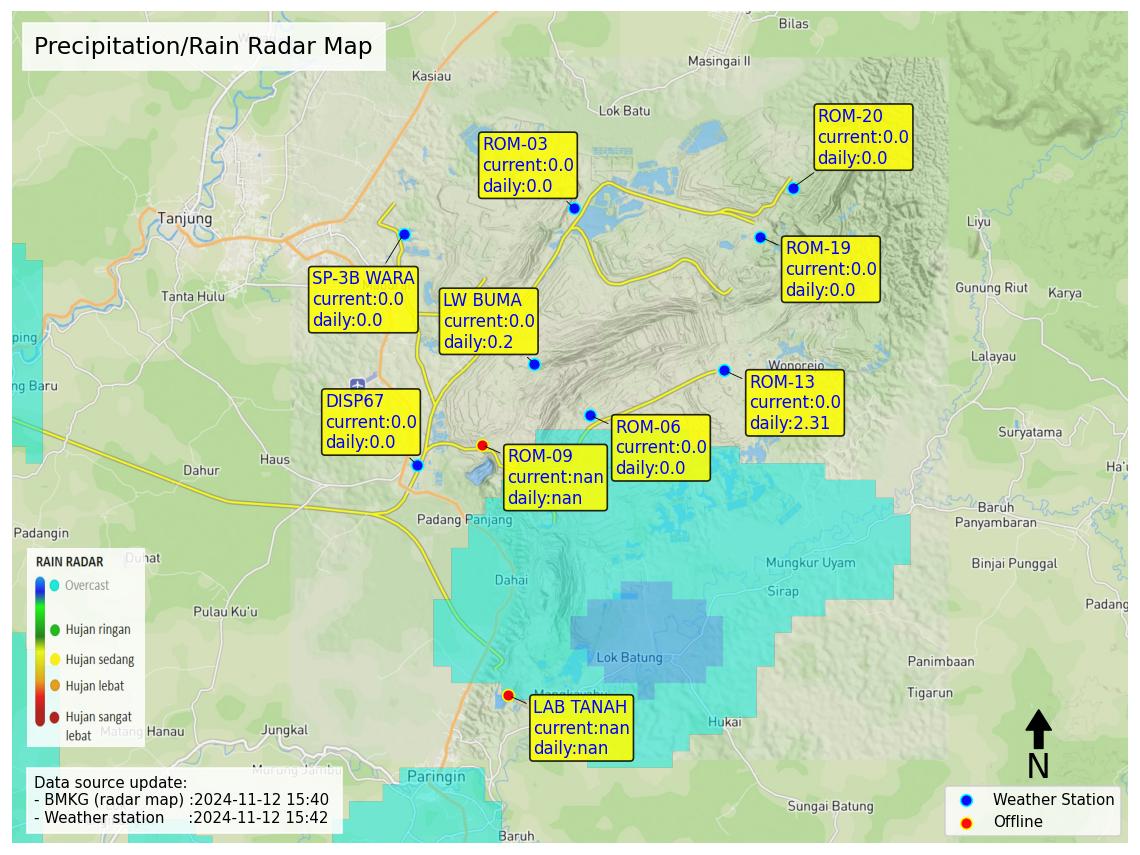 Precipitation/Rain Radar Map
Bilas
Masingai II
Kasiau
Lok Batu
ROM-20
current:0.0
daily:0.0
ROM-03
current:0.0
daily:0.0
Tanjung
Liyu
ROM-19
current:0.0
daily:0.0
SP-3B WARA
current:0.0
daily:0.0
Tanta Hulu
Gunung Riut
Karya
LW BUMA
current:0.0
daily:0.2
ping
Lalayau
Wonorejo
ng Baru
ROM-13
current:0.0
daily:2.31
DISP67
current:0.0
daily:0.0
ROM-06
current:0.0
daily:0.0
Suryatama
ROM-09
current:nan
daily:nan
Haus
Dahur
Ha'u
Baruh
Panyambaran
Padang Panjang
Padangin
Duhat
Binjai Punggal
Mungkur Uyam
Dahai
Sirap
RAIN RADAR
Overcast
Hujan ringan
Hujan sedang
Hujan lebat
Hujan sangat
lebat
Pulau Ku'u
Padang
Lok Batung
Panimbaan
Tigarun
LAB TANAH
current:nan
daily:nan
Hukai
Matang Hanau
Jungkal
Murung Jambu
Paringin
N
Data source update:
- BMKG (radar map) :2024-11-12 15:40
- Weather station :2024-11-12 15:42
Sungai Batung
Baruh
Weather Station
Offline